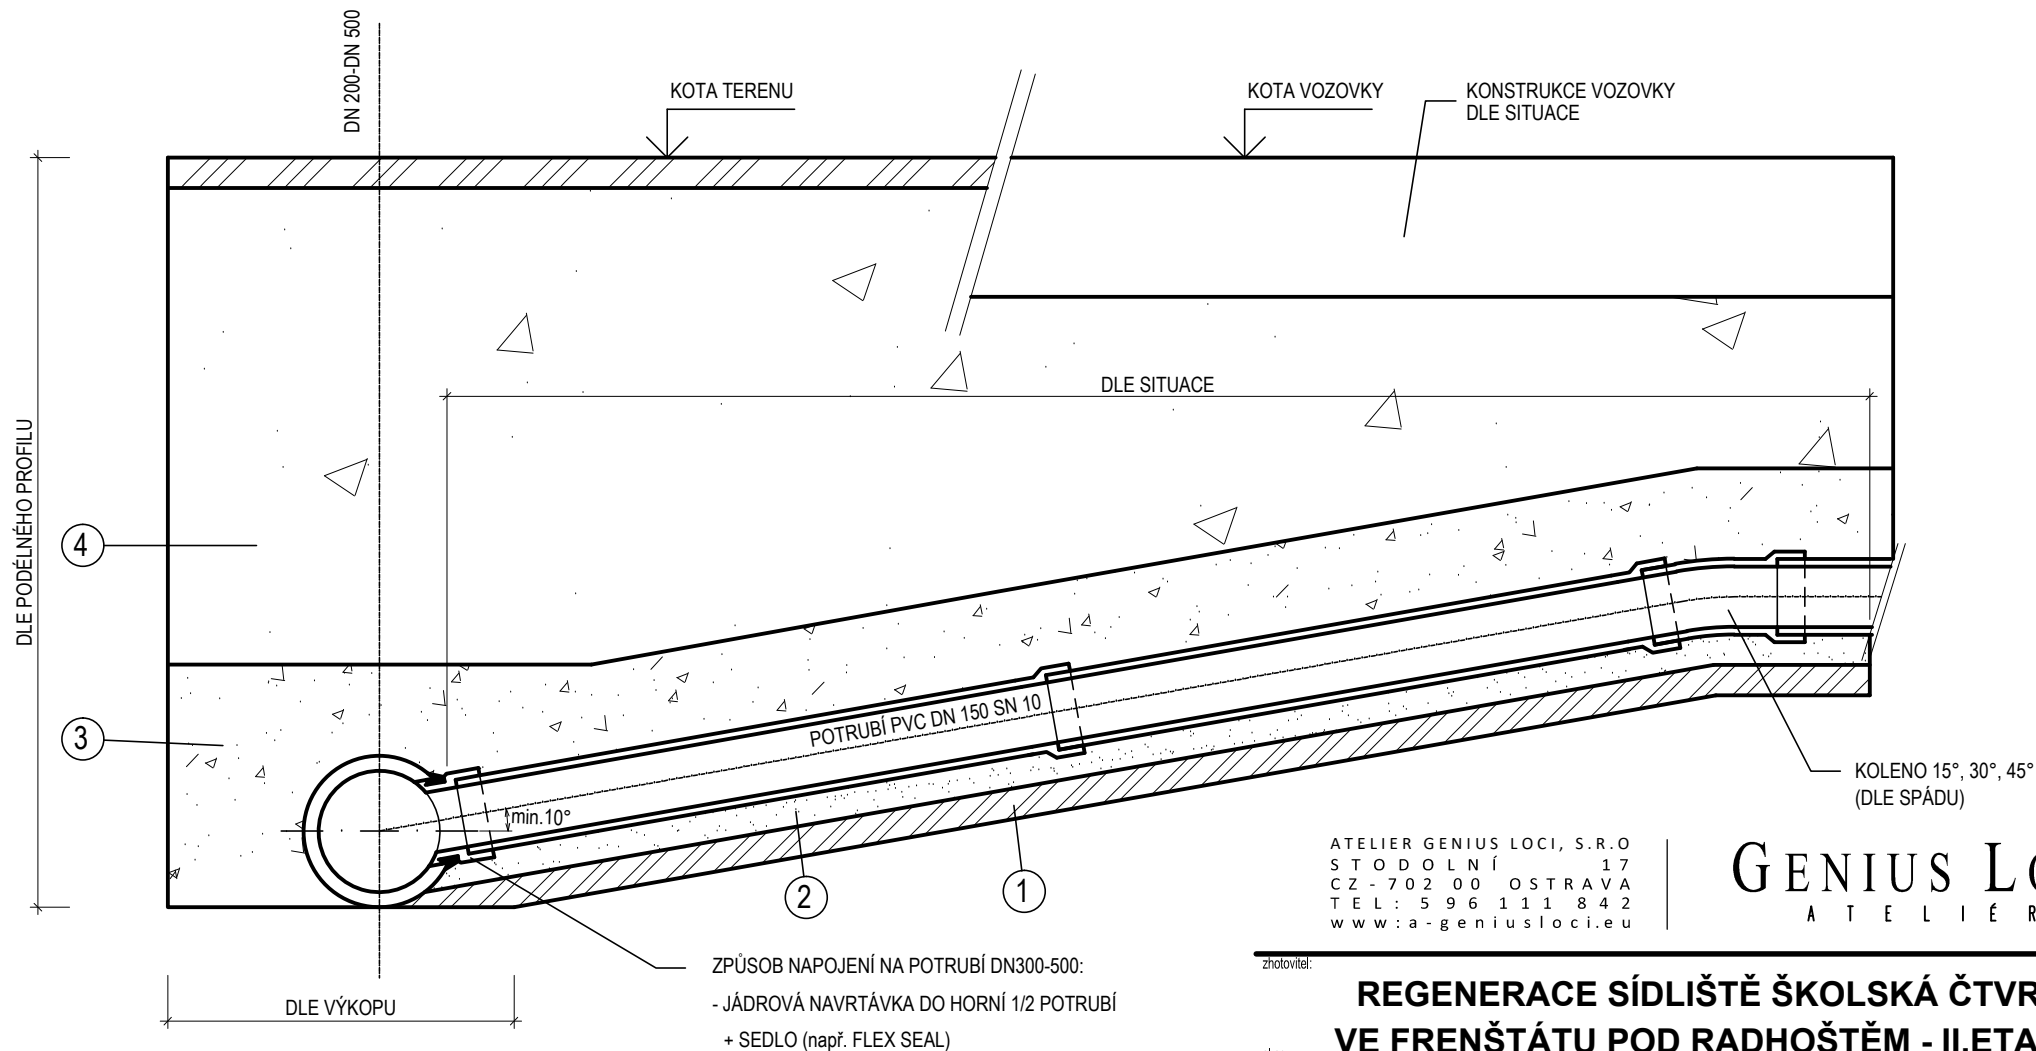 DN 200-DN 500
KOTA TERENU
KOTA VOZOVKY
KONSTRUKCE VOZOVKY
DLE SITUACE
DLE SITUACE
DLE PODÉLNÉHO PROFILU
4
3
POTRUBÍ PVC DN 150 SN 10
min.10°
2
1
KOLENO 15°, 30°, 45°
(DLE SPÁDU)
DLE VÝKOPU
ZPŮSOB NAPOJENÍ NA POTRUBÍ DN300-500:
- JÁDROVÁ NAVRTÁVKA DO HORNÍ 1/2 POTRUBÍ
+ SEDLO (např. FLEX SEAL)
ATELIER GENIUS LOCI, S.R.O
STODOLNÍ 17
CZ-702 00 OSTRAVA
TEL: 596 111 842
www:a-geniusloci.eu
GENIUS LO
ATELIÉR
zhotovitel:
REGENERACE SÍDLIŠTĚ ŠKOLSKÁ ČTVR
VE FRENŠTÁTU POD RADHOŠTĚM - II.ETA